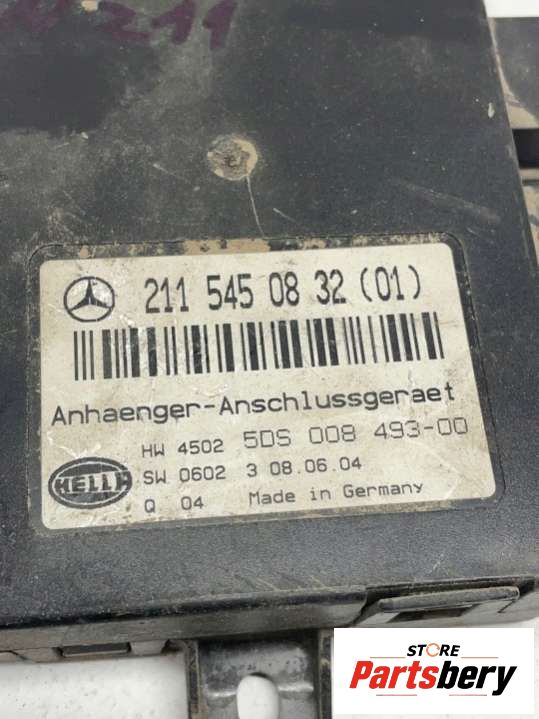 211
211 545 08 32 (01)
Anhaenger-Anschlussgeraet
HW 4502 5DS 008 493-00
HELLA
SW 0602 3 08.06.04
Q 04 Made in Germany
STORE
Partsbery